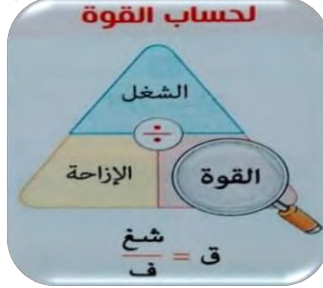 لحساب القوة
الشغل
÷
القوة الإزاحة
ق = شغ / ف